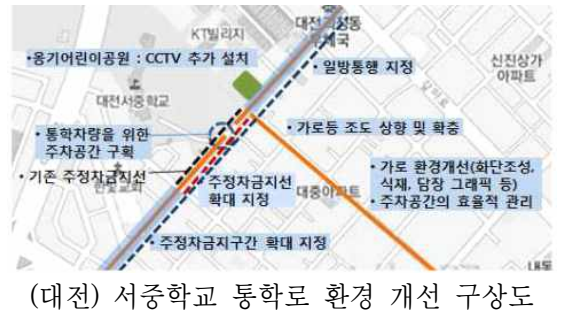 KT빌리지
•옹기어린이공원 : CCTV 추가 설치
• 일방통행 지정
신진상가
아파트
대전서중학교
• 통학차량을 위한
주차공간 구획
• 가로등 조도 상향 및 확충
• 기존 주정차금지선
주정차금지선
확대 지정
대중아파트
• 가로 환경개선(화단조성,
식재, 담장 그래픽 등)
• 주차공간의 효율적 관리
• 주정차금지구간 확대 지정
내동
(대전) 서중학교 통학로 환경 개선 구상도